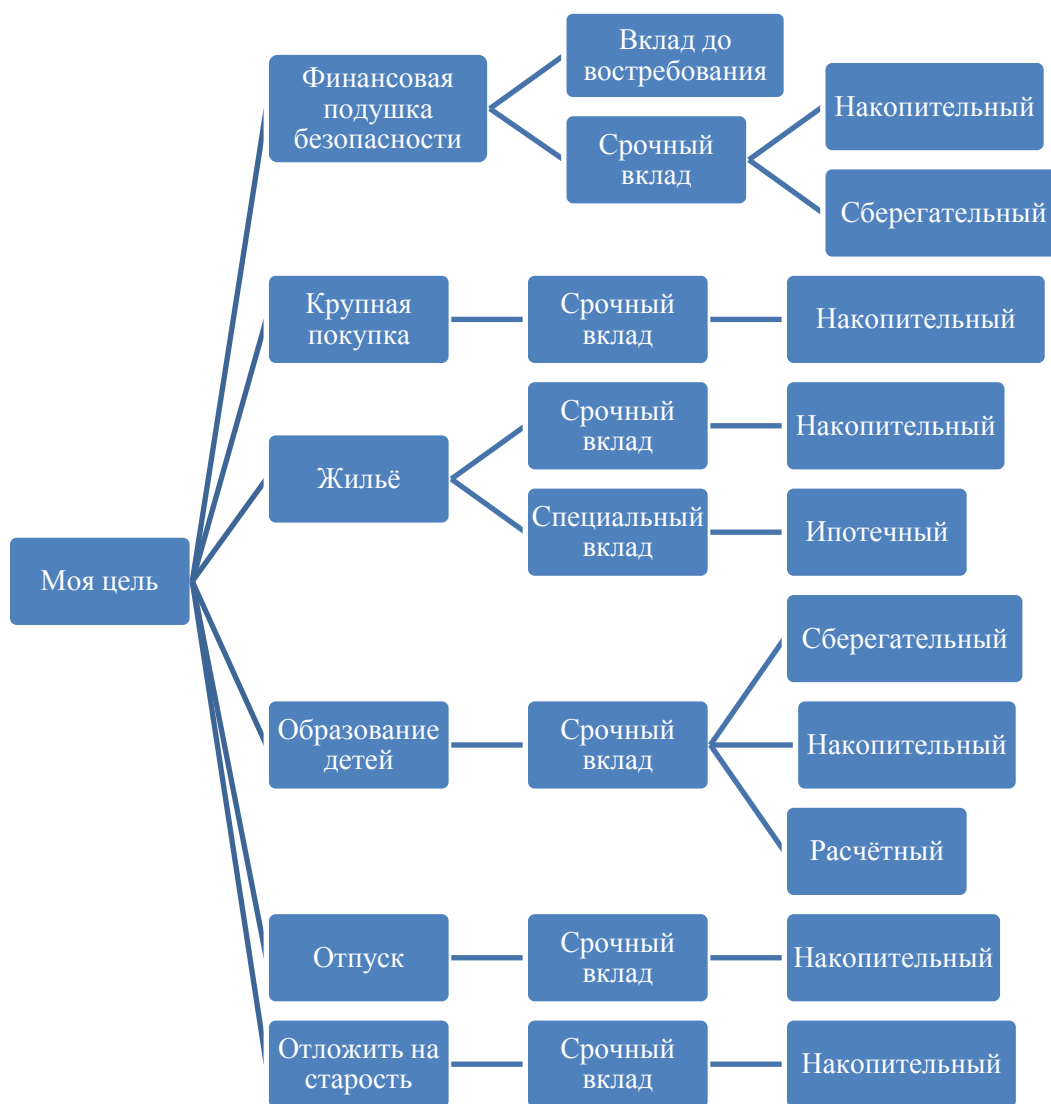 Моя цель
Финансовая
подушка
безопасности
Вклад до
востребования
Срочный
вклад
Накопительный
Сберегательный
Крупная
покупка
Срочный
вклад
Накопительный
Жильё
Срочный
вклад
Накопительный
Специальный
вклад
Ипотечный
Образование
детей
Срочный
вклад
Сберегательный
Накопительный
Расчётный
Отпуск
Срочный
вклад
Накопительный
Отложить на
старость
Срочный
вклад
Накопительный